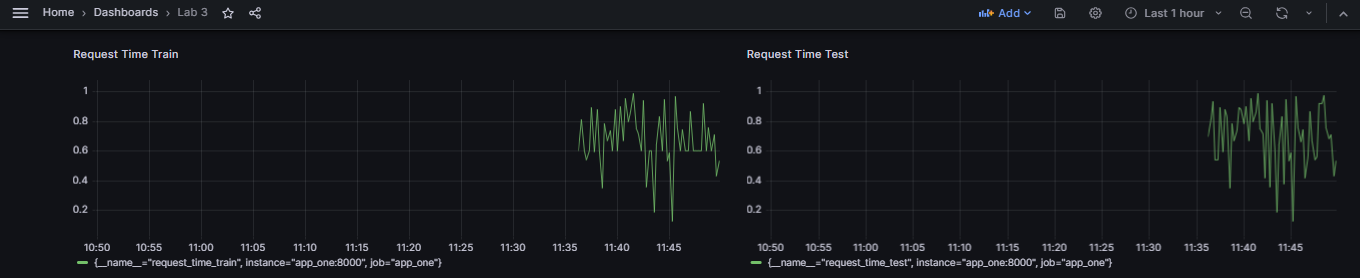 Home > Dashboards > Lab 3
Add
Last 1 hour
Request Time Train
1
0.8
0.6
0.4
0.2
10:50 10:55 11:00 11:05 11:10 11:15 11:20 11:25 11:30 11:35 11:40 11:45
{__name__="request_time_train", instance="app_one:8000", job="app_one"}
Request Time Test
1
0.8
0.6
0.4
0.2
10:50 10:55 11:00 11:05 11:10 11:15 11:20 11:25 11:30 11:35 11:40 11:45
{__name__="request_time_test", instance="app_one:8000", job="app_one"}